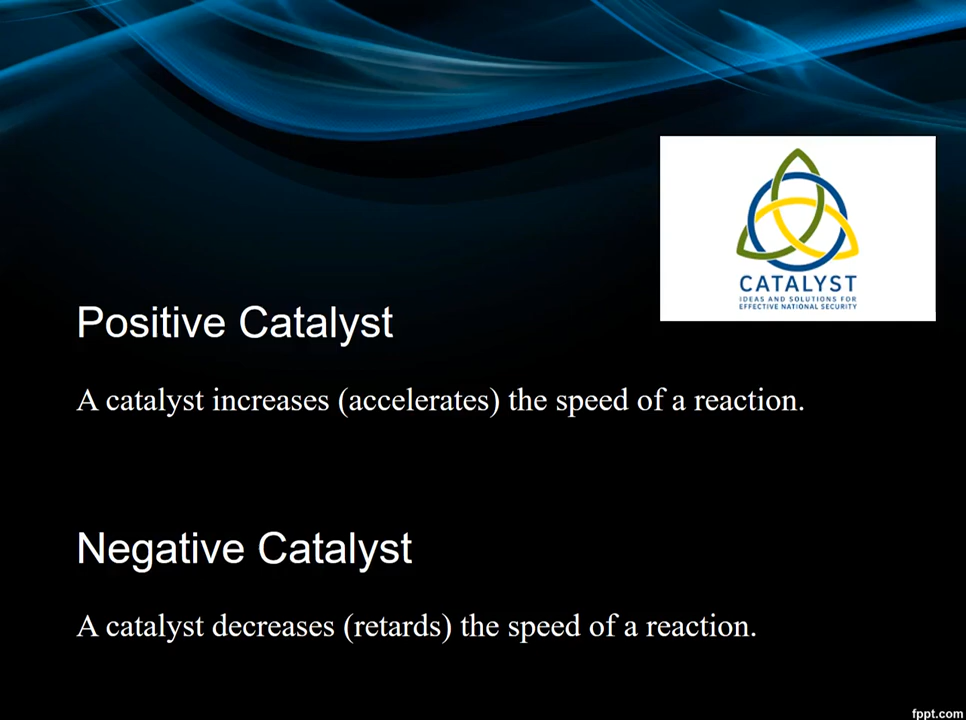 CATALYST
IDEAS AND SOLUTIONS FOR
EFFECTIVE NATIONAL SECURITY
Positive Catalyst
A catalyst increases (accelerates) the speed of a reaction.
Negative Catalyst
A catalyst decreases (retards) the speed of a reaction.
fppt.com